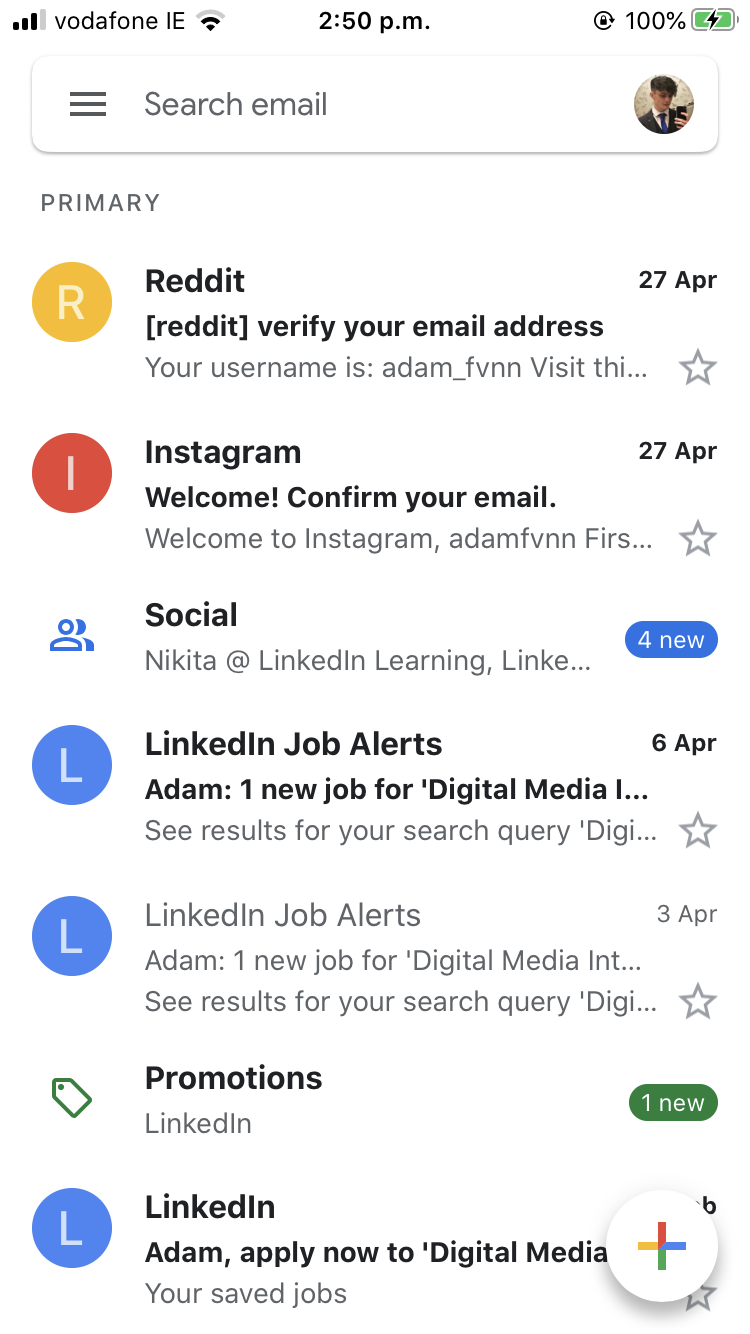 vodafone IE 2:50 p.m. 100%
Search email
PRIMARY
R Reddit 27 Apr
[reddit] verify your email address
Your username is: adam_fvnn Visit thi...
I Instagram 27 Apr
Welcome! Confirm your email.
Welcome to Instagram, adamfvnn Firs...
Social
4 new
Nikita @ LinkedIn Learning, Linke...
L LinkedIn Job Alerts 6 Apr
Adam: 1 new job for 'Digital Media I...
See results for your search query 'Digi...
L LinkedIn Job Alerts 3 Apr
Adam: 1 new job for 'Digital Media Int...
See results for your search query 'Digi...
Promotions
1 new
LinkedIn
L LinkedIn
Adam, apply now to 'Digital Media
Your saved jobs